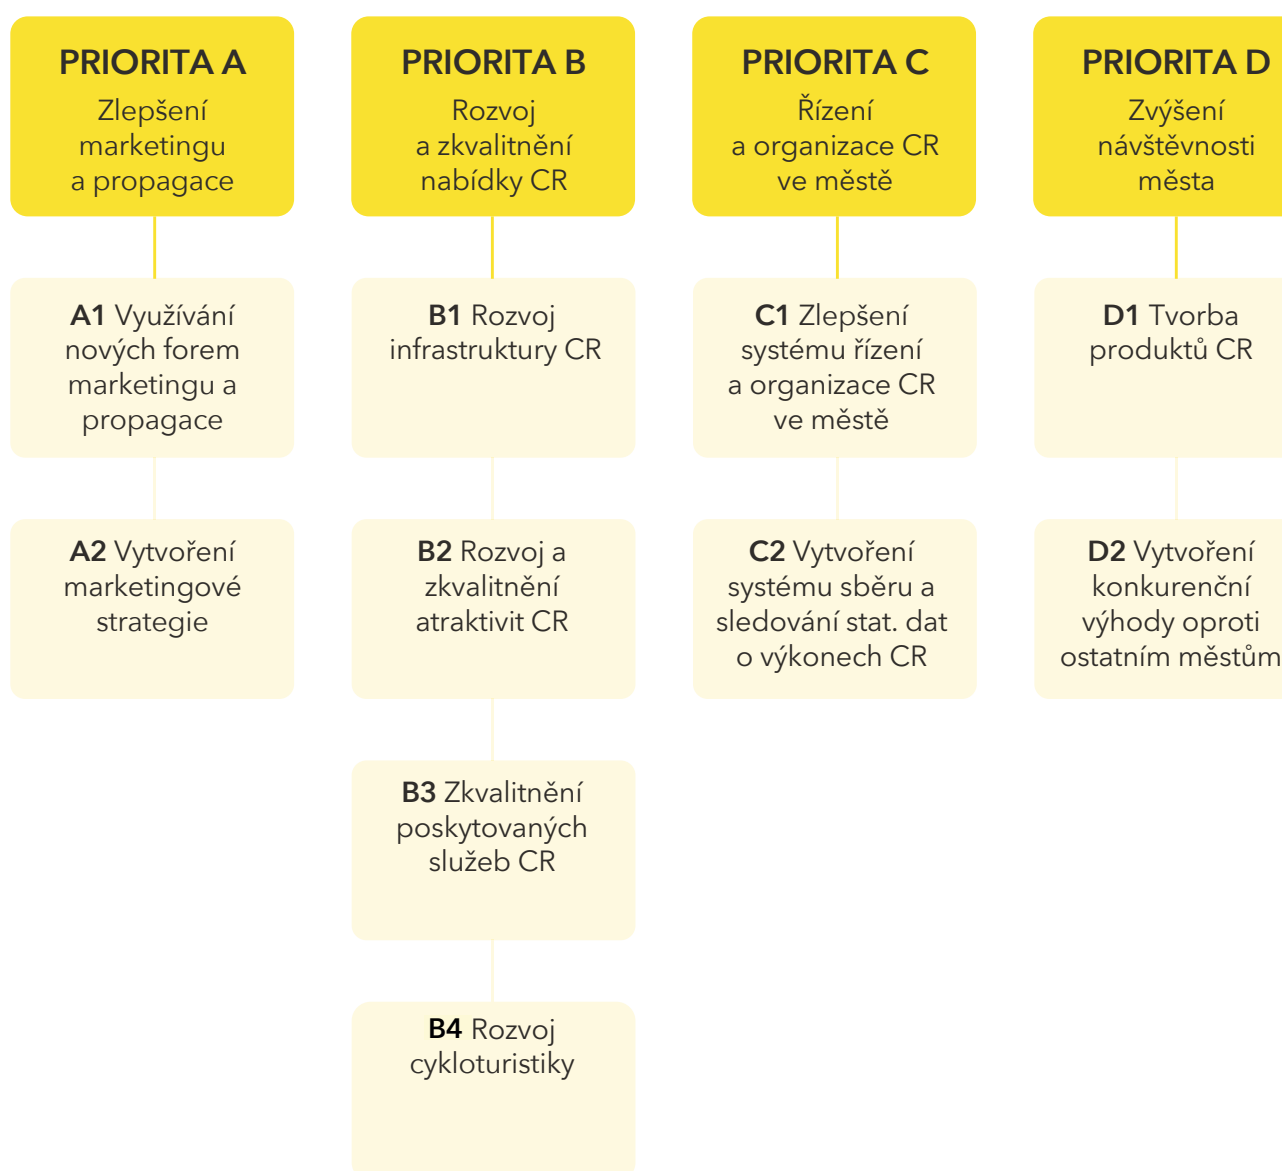 PRIORITA A
Zlepšení
marketingu
a propagace
A1 Využívání
nových forem
marketingu a
propagace
A2 Vytvoření
marketingové
strategie
PRIORITA B
Rozvoj
a zkvalitnění
nabídky CR
B1 Rozvoj
infrastruktury CR
B2 Rozvoj a
zkvalitnění
atraktivit CR
B3 Zkvalitnění
poskytovaných
služeb CR
B4 Rozvoj
cykloturistiky
PRIORITA C
Řízení
a organizace CR
ve městě
C1 Zlepšení
systému řízení
a organizace CR
ve městě
C2 Vytvoření
systému sběru a
sledování stat. dat
o výkonech CR
PRIORITA D
Zvýšení
návštěvnosti
města
D1 Tvorba
produktů CR
D2 Vytvoření
konkurenční
výhody oproti
ostatním městům